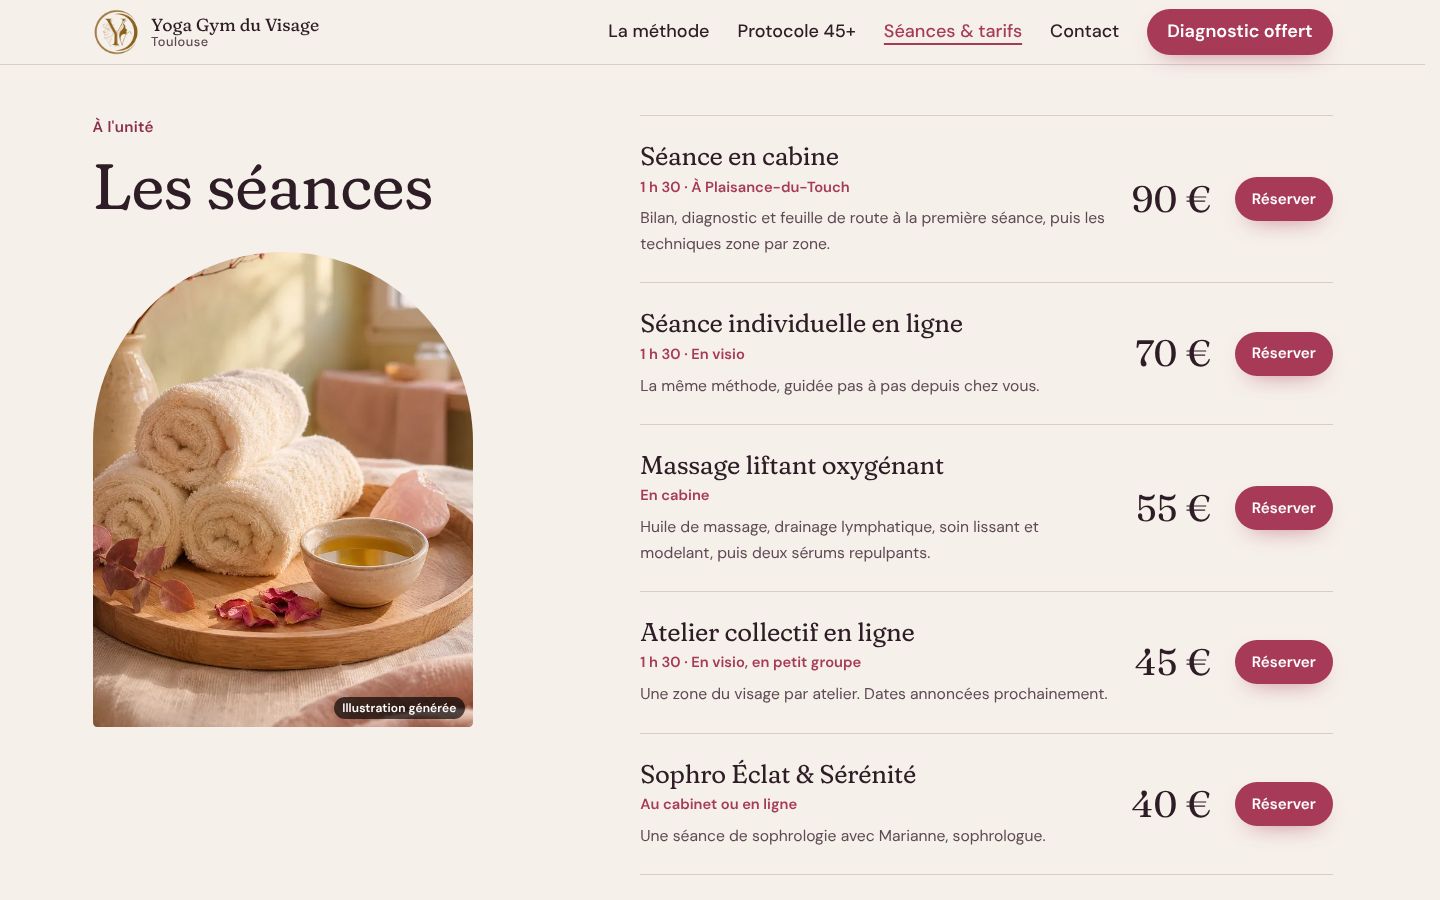 Yoga Gym du Visage
Toulouse
La méthode
Protocole 45+
Séances & tarifs
Contact
Diagnostic offert
À l'unité
Les séances
Illustration générée
Séance en cabine
1 h 30 · À Plaisance-du-Touch
Bilan, diagnostic et feuille de route à la première séance, puis les
techniques zone par zone.
90 €
Réserver
Séance individuelle en ligne
1 h 30 · En visio
La même méthode, guidée pas à pas depuis chez vous.
70 €
Réserver
Massage liftant oxygénant
En cabine
Huile de massage, drainage lymphatique, soin lissant et
modelant, puis deux sérums repulpants.
55 €
Réserver
Atelier collectif en ligne
1 h 30 · En visio, en petit groupe
Une zone du visage par atelier. Dates annoncées prochainement.
45 €
Réserver
Sophro Éclat & Sérénité
Au cabinet ou en ligne
Une séance de sophrologie avec Marianne, sophrologue.
40 €
Réserver